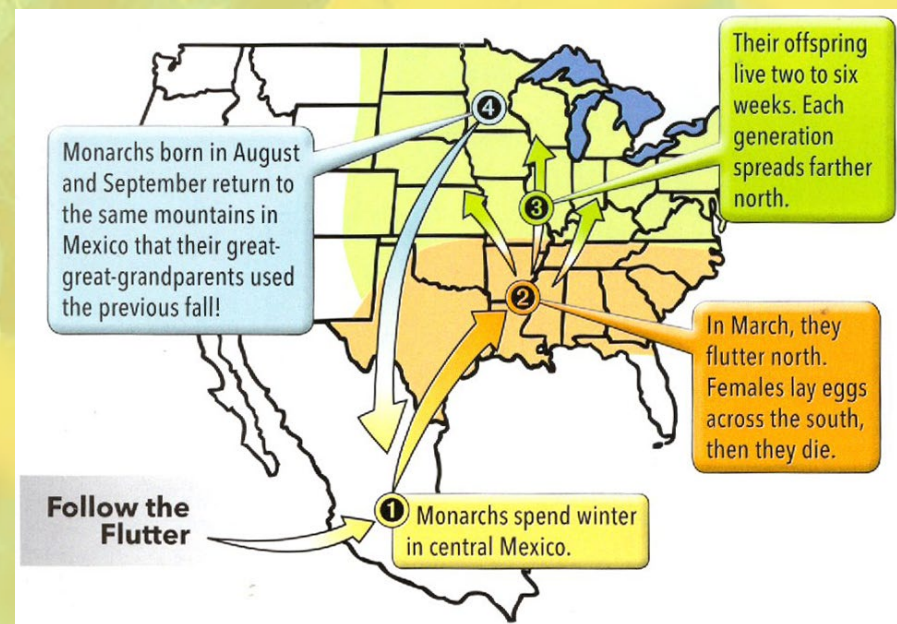 Follow the
Flutter
1
Monarchs spend winter
in central Mexico.
2
In March, they
flutter north.
Females lay eggs
across the south,
then they die.
3
Their offspring
live two to six
weeks. Each
generation
spreads farther
north.
4
Monarchs born in August
and September return to
the same mountains in
Mexico that their great-
great-grandparents used
the previous fall!